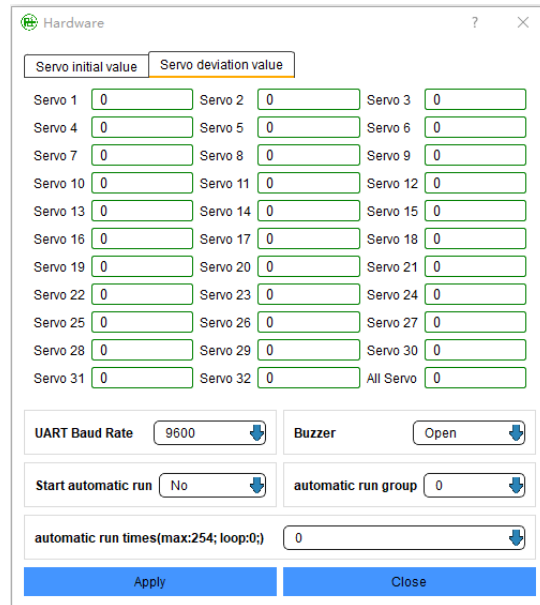 Hardware ? ×
Servo initial value Servo deviation value
Servo 1 0 Servo 2 0 Servo 3 0
Servo 4 0 Servo 5 0 Servo 6 0
Servo 7 0 Servo 8 0 Servo 9 0
Servo 10 0 Servo 11 0 Servo 12 0
Servo 13 0 Servo 14 0 Servo 15 0
Servo 16 0 Servo 17 0 Servo 18 0
Servo 19 0 Servo 20 0 Servo 21 0
Servo 22 0 Servo 23 0 Servo 24 0
Servo 25 0 Servo 26 0 Servo 27 0
Servo 28 0 Servo 29 0 Servo 30 0
Servo 31 0 Servo 32 0 All Servo 0
UART Baud Rate 9600 Buzzer Open
Start automatic run No automatic run group 0
automatic run times(max:254; loop:0;) 0
Apply Close